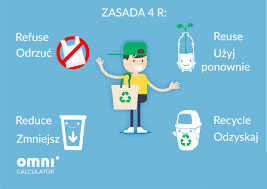 ZASADA 4 R:
Refuse
Odrzuć
Reuse
Użyj
ponownie
Reduce
Zmniejsz
Recycle
Odzyskaj
omni
CALCULATOR